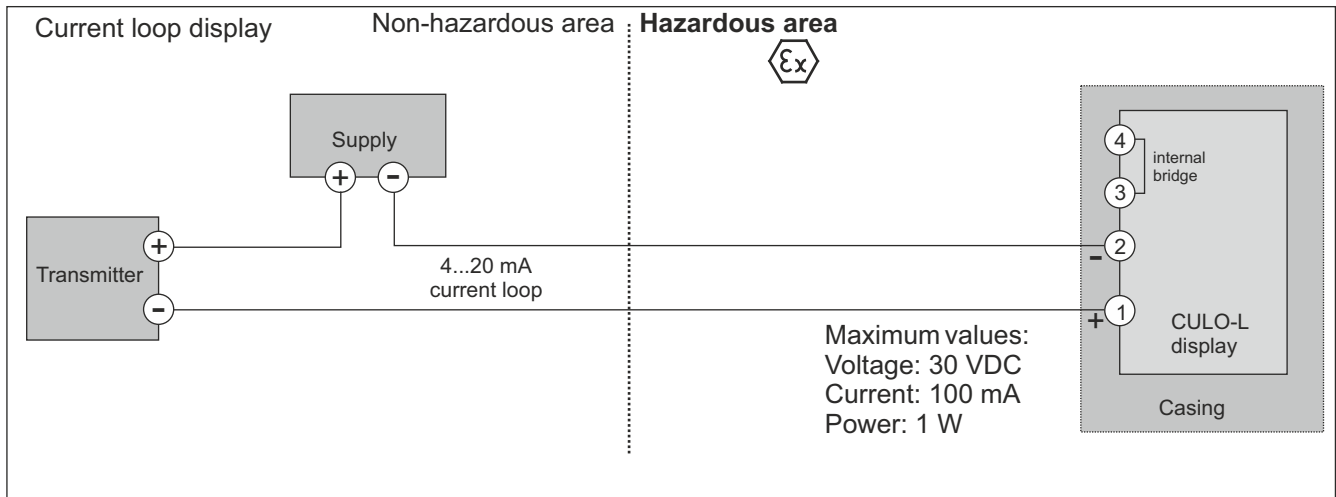 Current loop display
Non-hazardous area
Hazardous area
Ex
Supply
+
-
Transmitter
+
-
4...20 mA
current loop
4
3
internal
bridge
2
-
1
+
CULO-L
display
Casing
Maximum values:
Voltage: 30 VDC
Current: 100 mA
Power: 1 W